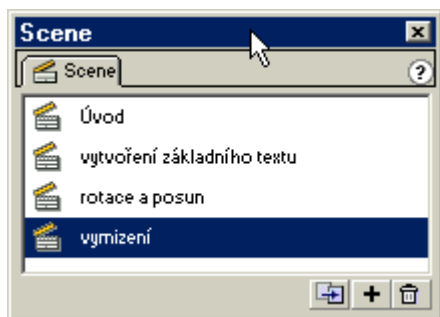 Scene
Scene
?
Úvod
vytvoření základního textu
rotace a posun
vymizení